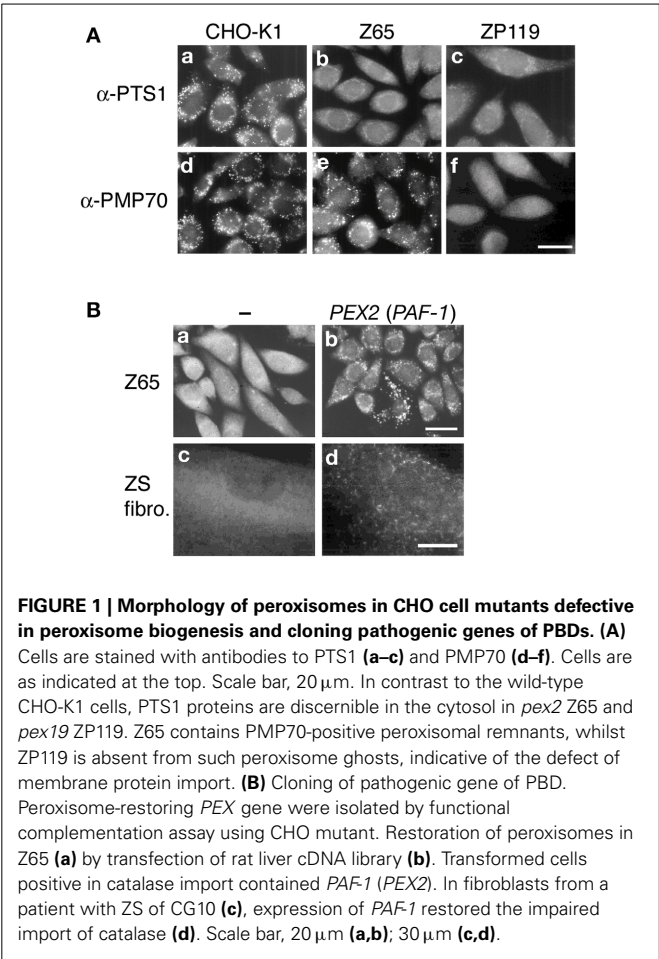 A
CHO-K1 Z65 ZP119
α-PTS1
a b c
α-PMP70
d e f
B
– PEX2 (PAF-1)
Z65
a b
ZS
fibro.
c d
FIGURE 1 | Morphology of peroxisomes in CHO cell mutants defective
in peroxisome biogenesis and cloning pathogenic genes of PBDs. (A)
Cells are stained with antibodies to PTS1 (a–c) and PMP70 (d–f). Cells are
as indicated at the top. Scale bar, 20 μm. In contrast to the wild-type
CHO-K1 cells, PTS1 proteins are discernible in the cytosol in pex2 Z65 and
pex19 ZP119. Z65 contains PMP70-positive peroxisomal remnants, whilst
ZP119 is absent from such peroxisome ghosts, indicative of the defect of
membrane protein import. (B) Cloning of pathogenic gene of PBD.
Peroxisome-restoring PEX gene were isolated by functional
complementation assay using CHO mutant. Restoration of peroxisomes in
Z65 (a) by transfection of rat liver cDNA library (b). Transformed cells
positive in catalase import contained PAF-1 (PEX2). In fibroblasts from a
patient with ZS of CG10 (c), expression of PAF-1 restored the impaired
import of catalase (d). Scale bar, 20 μm (a,b); 30 μm (c,d).